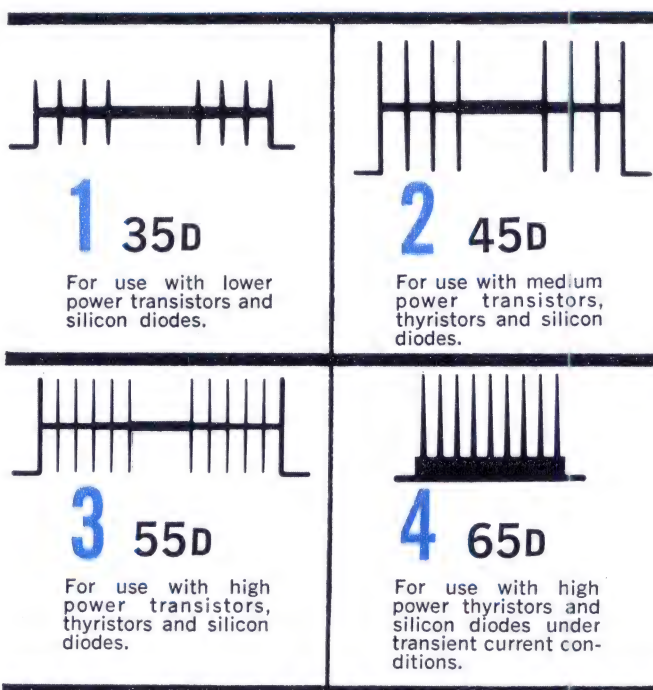 1 35D
For use with lower
power transistors and
silicon diodes.
2 45D
For use with medium
power transistors,
thyristors and silicon
diodes.
3 55D
For use with high
power transistors,
thyristors and silicon
diodes.
4 65D
For use with high
power thyristors and
silicon diodes under
transient current con-
ditions.